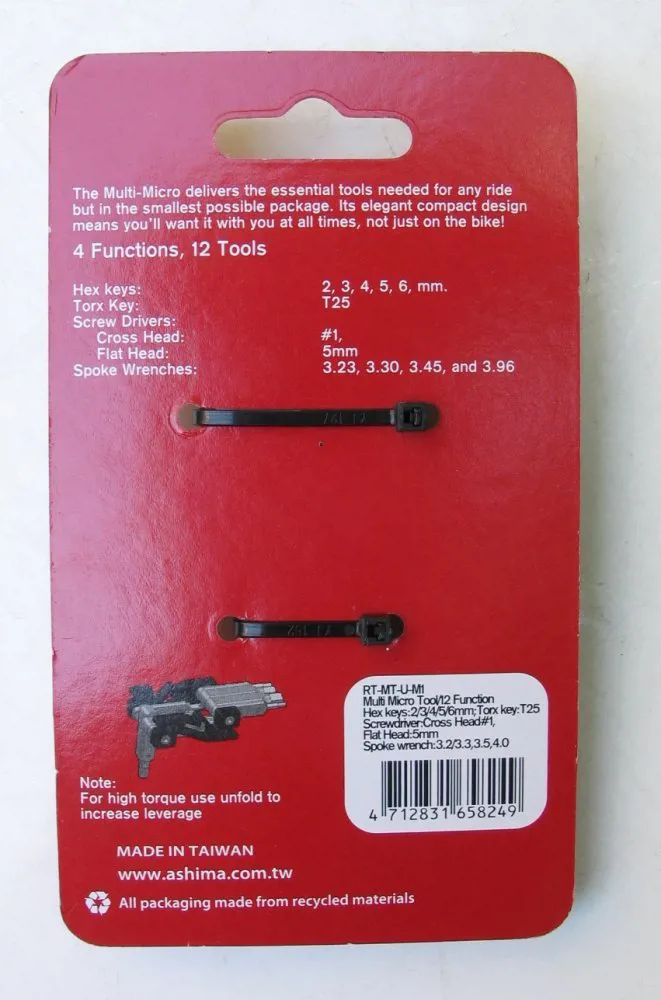 The Multi-Micro delivers the essential tools needed for any ride
but in the smallest possible package. Its elegant compact design
means you'll want it with you at all times, not just on the bike!
4 Functions, 12 Tools
Hex keys: 2, 3, 4, 5, 6, mm.
Torx Key: T25
Screw Drivers:
Cross Head: #1,
Flat Head: 5mm
Spoke Wrenches: 3.23, 3.30, 3.45, and 3.96
RT-MT-U-M1
Multi Micro Tool/12 Function
Hex keys:2/3/4/5/6mm;Torx key:T25
Screwdriver:Cross Head#1,
Flat Head:5mm
Spoke wrench:3.2/3.3,3.5,4.0
4 712831 658249
Note:
For high torque use unfold to
increase leverage
MADE IN TAIWAN
www.ashima.com.tw
All packaging made from recycled materials